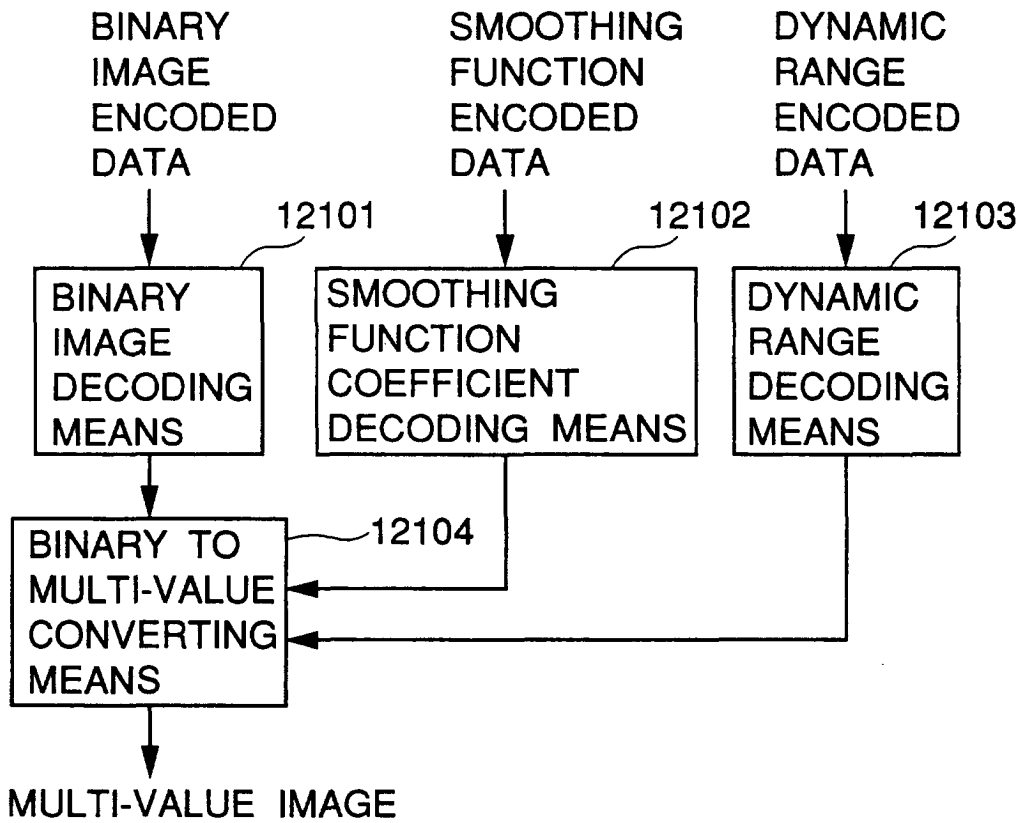 BINARY
IMAGE
ENCODED
DATA
SMOOTHING
FUNCTION
ENCODED
DATA
DYNAMIC
RANGE
ENCODED
DATA
12101
12102
12103
BINARY
IMAGE
DECODING
MEANS
SMOOTHING
FUNCTION
COEFFICIENT
DECODING MEANS
DYNAMIC
RANGE
DECODING
MEANS
12104
BINARY TO
MULTI-VALUE
CONVERTING
MEANS
MULTI-VALUE IMAGE